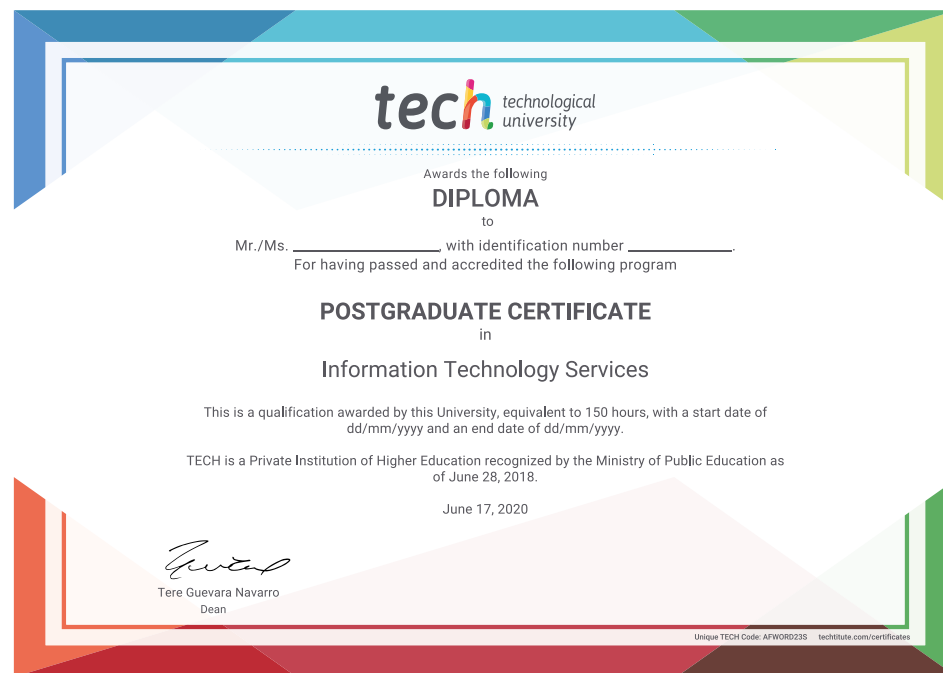 tech technological
university
Awards the following
DIPLOMA
to
Mr./Ms. _________________, with identification number ____________.
For having passed and accredited the following program
POSTGRADUATE CERTIFICATE
in
Information Technology Services
This is a qualification awarded by this University, equivalent to 150 hours, with a start date of
dd/mm/yyyy and an end date of dd/mm/yyyy.
TECH is a Private Institution of Higher Education recognized by the Ministry of Public Education as
of June 28, 2018.
June 17, 2020
Tere Guevara Navarro
Dean
Unique TECH Code: AFWORD23S techtitute.com/certificates